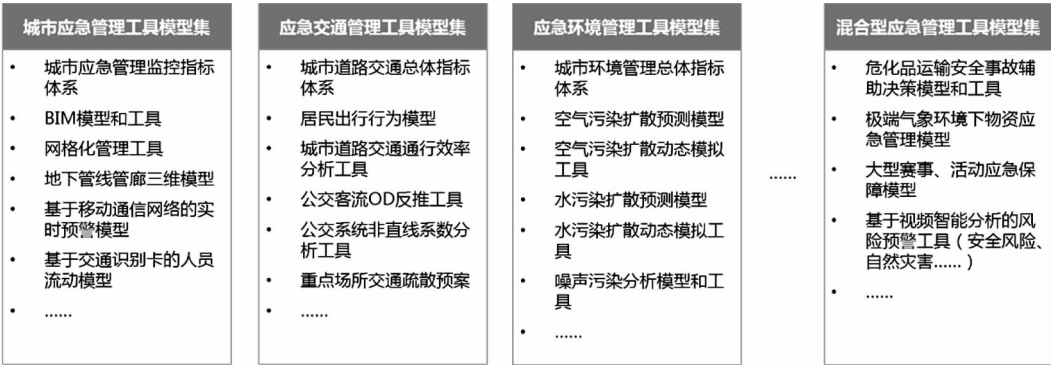 城市应急管理工具模型集
• 城市应急管理监控指标
体系
• BIM模型和工具
• 网格化管理工具
• 地下管线管廊三维模型
• 基于移动通信网络的实
时预警模型
• 基于交通识别卡的人员
流动模型
• ......
应急交通管理工具模型集
• 城市道路交通总体指标
体系
• 居民出行行为模型
• 城市道路交通通行效率
分析工具
• 公交客流OD反推工具
• 公交系统非直线系数分
析工具
• 重点场所交通疏散预案
• ......
应急环境管理工具模型集
• 城市环境管理总体指标
体系
• 空气污染扩散预测模型
• 空气污染扩散动态模拟
工具
• 水污染扩散预测模型
• 水污染扩散动态模拟工
具
• 噪声污染分析模型和工
具
• ......
......
混合型应急管理工具模型集
• 危化品运输安全事故辅
助决策模型和工具
• 极端气象环境下物资应
急管理模型
• 大型赛事、活动应急保
障模型
• 基于视频智能分析的风
险预警工具（安全风险、
自然灾害......）
• ......